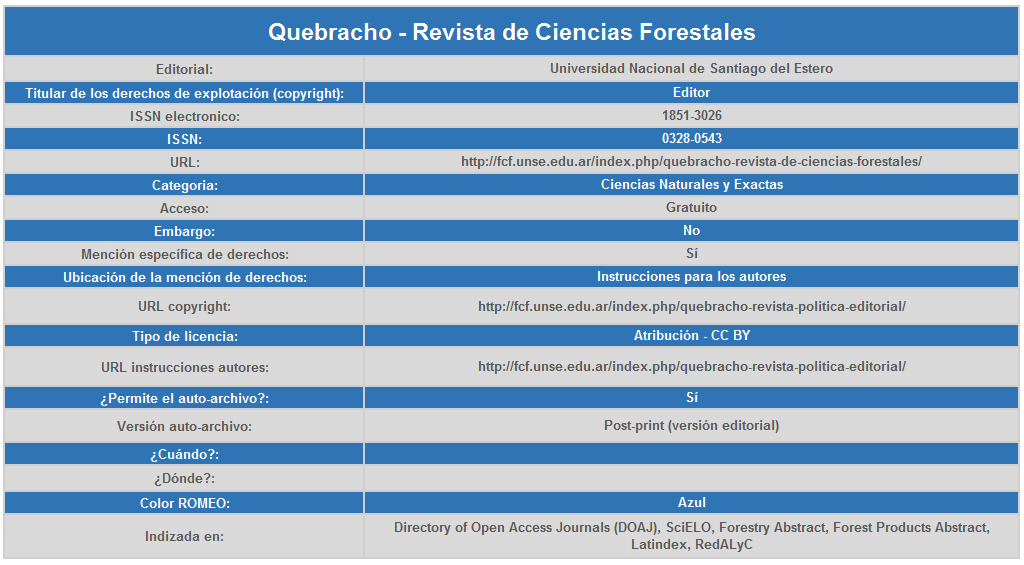 Quebracho - Revista de Ciencias Forestales
Editorial: Universidad Nacional de Santiago del Estero
Titular de los derechos de explotación (copyright): Editor
ISSN electronico: 1851-3026
ISSN: 0328-0543
URL: http://fcf.unse.edu.ar/index.php/quebracho-revista-de-ciencias-forestales/
Categoria: Ciencias Naturales y Exactas
Acceso: Gratuito
Embargo: No
Mención específica de derechos: Sí
Ubicación de la mención de derechos: Instrucciones para los autores
URL copyright: http://fcf.unse.edu.ar/index.php/quebracho-revista-politica-editorial/
Tipo de licencia: Atribución - CC BY
URL instrucciones autores: http://fcf.unse.edu.ar/index.php/quebracho-revista-politica-editorial/
¿Permite el auto-archivo?: Sí
Versión auto-archivo: Post-print (versión editorial)
¿Cuándo?:
¿Dónde?:
Color ROMEO: Azul
Indizada en: Directory of Open Access Journals (DOAJ), SciELO, Forestry Abstract, Forest Products Abstract,
Latindex, RedALyC